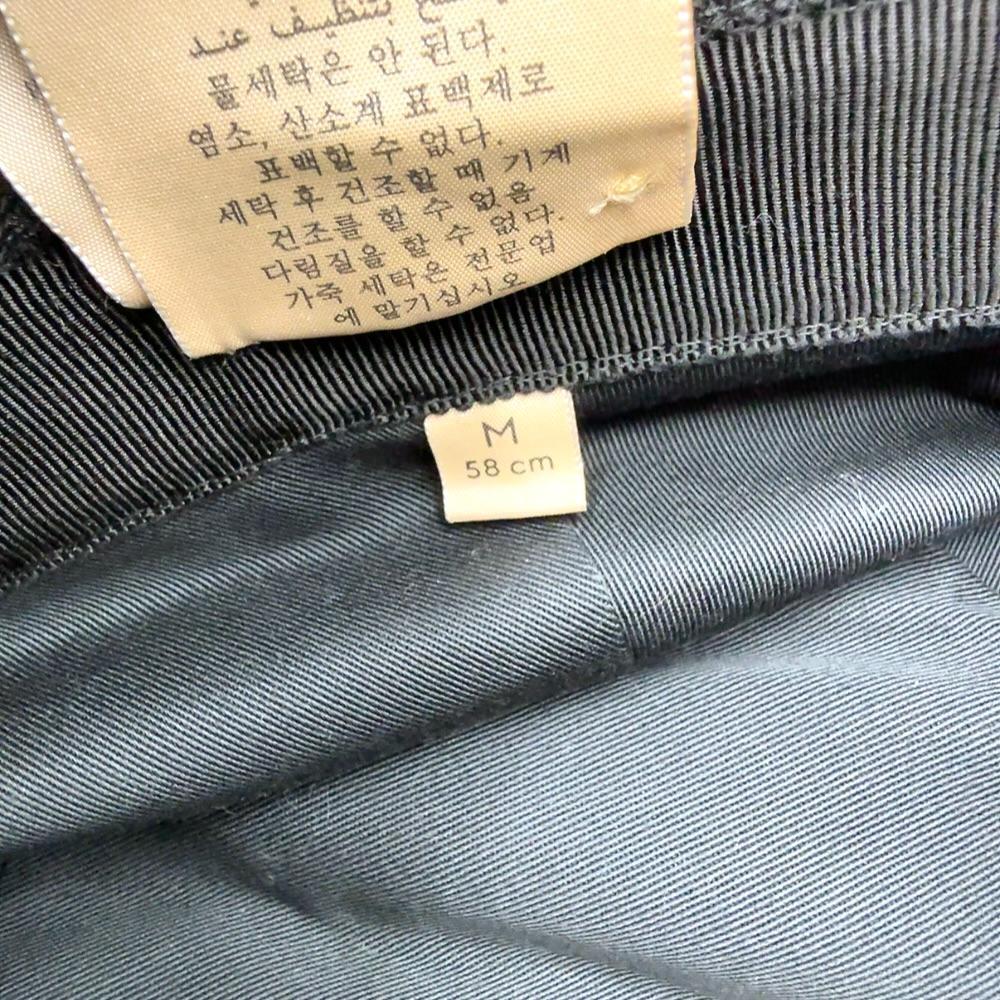 بتنظيف عند
물세탁은 안 된다.
염소, 산소계 표백제로
표백할 수 없다.
세탁 후 건조할 때 기계
건조를 할 수 없음
다림질을 할 수 없다.
가죽 세탁은 전문업
에 맡기십시오
M
58 cm